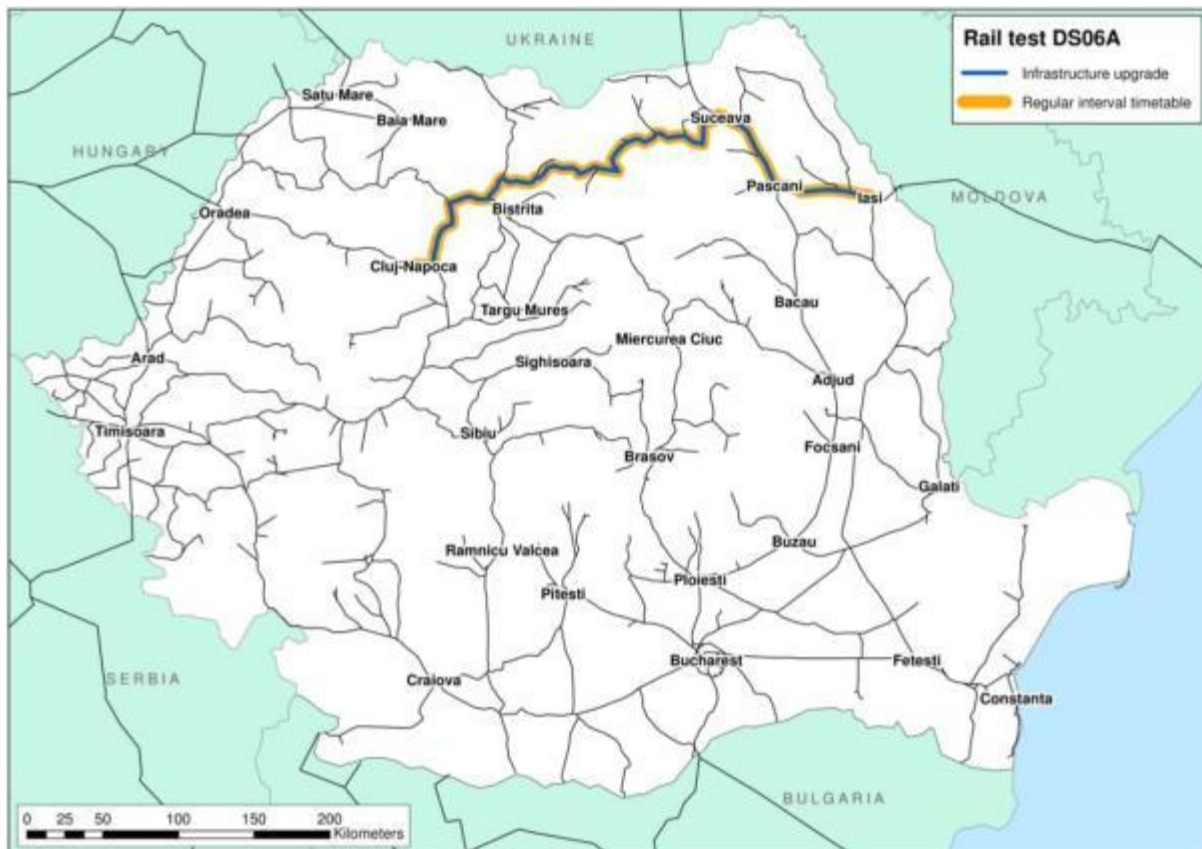 UKRAINE
Rail test DS06A
Infrastructure upgrade
Regular interval timetable
Satu Mare
Baia Mare
Suceava
HUNGARY
Pascani
Iasi
MOLDOVA
Oradea
Bistrita
Cluj-Napoca
Targu Mures
Bacau
Miercurea Ciuc
Arad
Sighisoara
Adjud
Timisoara
Sibiu
Brasov
Focsani
Galati
Ramnicu Valcea
Buzau
Pitesti
Ploiesti
Bucharest
Fetesti
SERBIA
Craiova
Constanta
BULGARIA
0 25 50 100 150 200
Kilometers